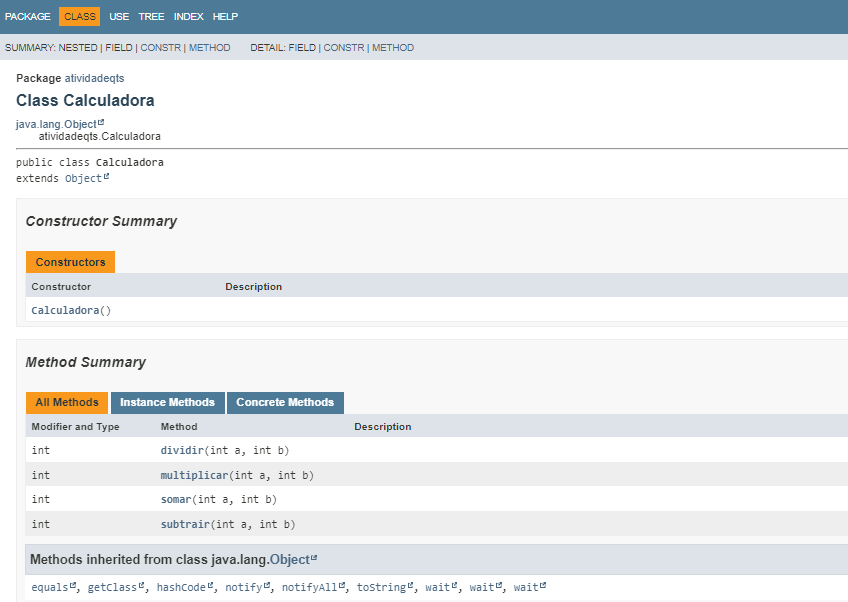 PACKAGE CLASS USE TREE INDEX HELP
SUMMARY: NESTED | FIELD | CONSTR | METHOD DETAIL: FIELD | CONSTR | METHOD
Package atividadeqts
Class Calculadora
java.lang.Object
atividadeqts.Calculadora
public class Calculadora
extends Object
Constructor Summary
Constructors
Constructor Description
Calculadora()
Method Summary
All Methods Instance Methods Concrete Methods
Modifier and Type Method Description
int dividir(int a, int b)
int multiplicar(int a, int b)
int somar(int a, int b)
int subtrair(int a, int b)
Methods inherited from class java.lang.Object
equals, getClass, hashCode, notify, notifyAll, toString, wait, wait, wait